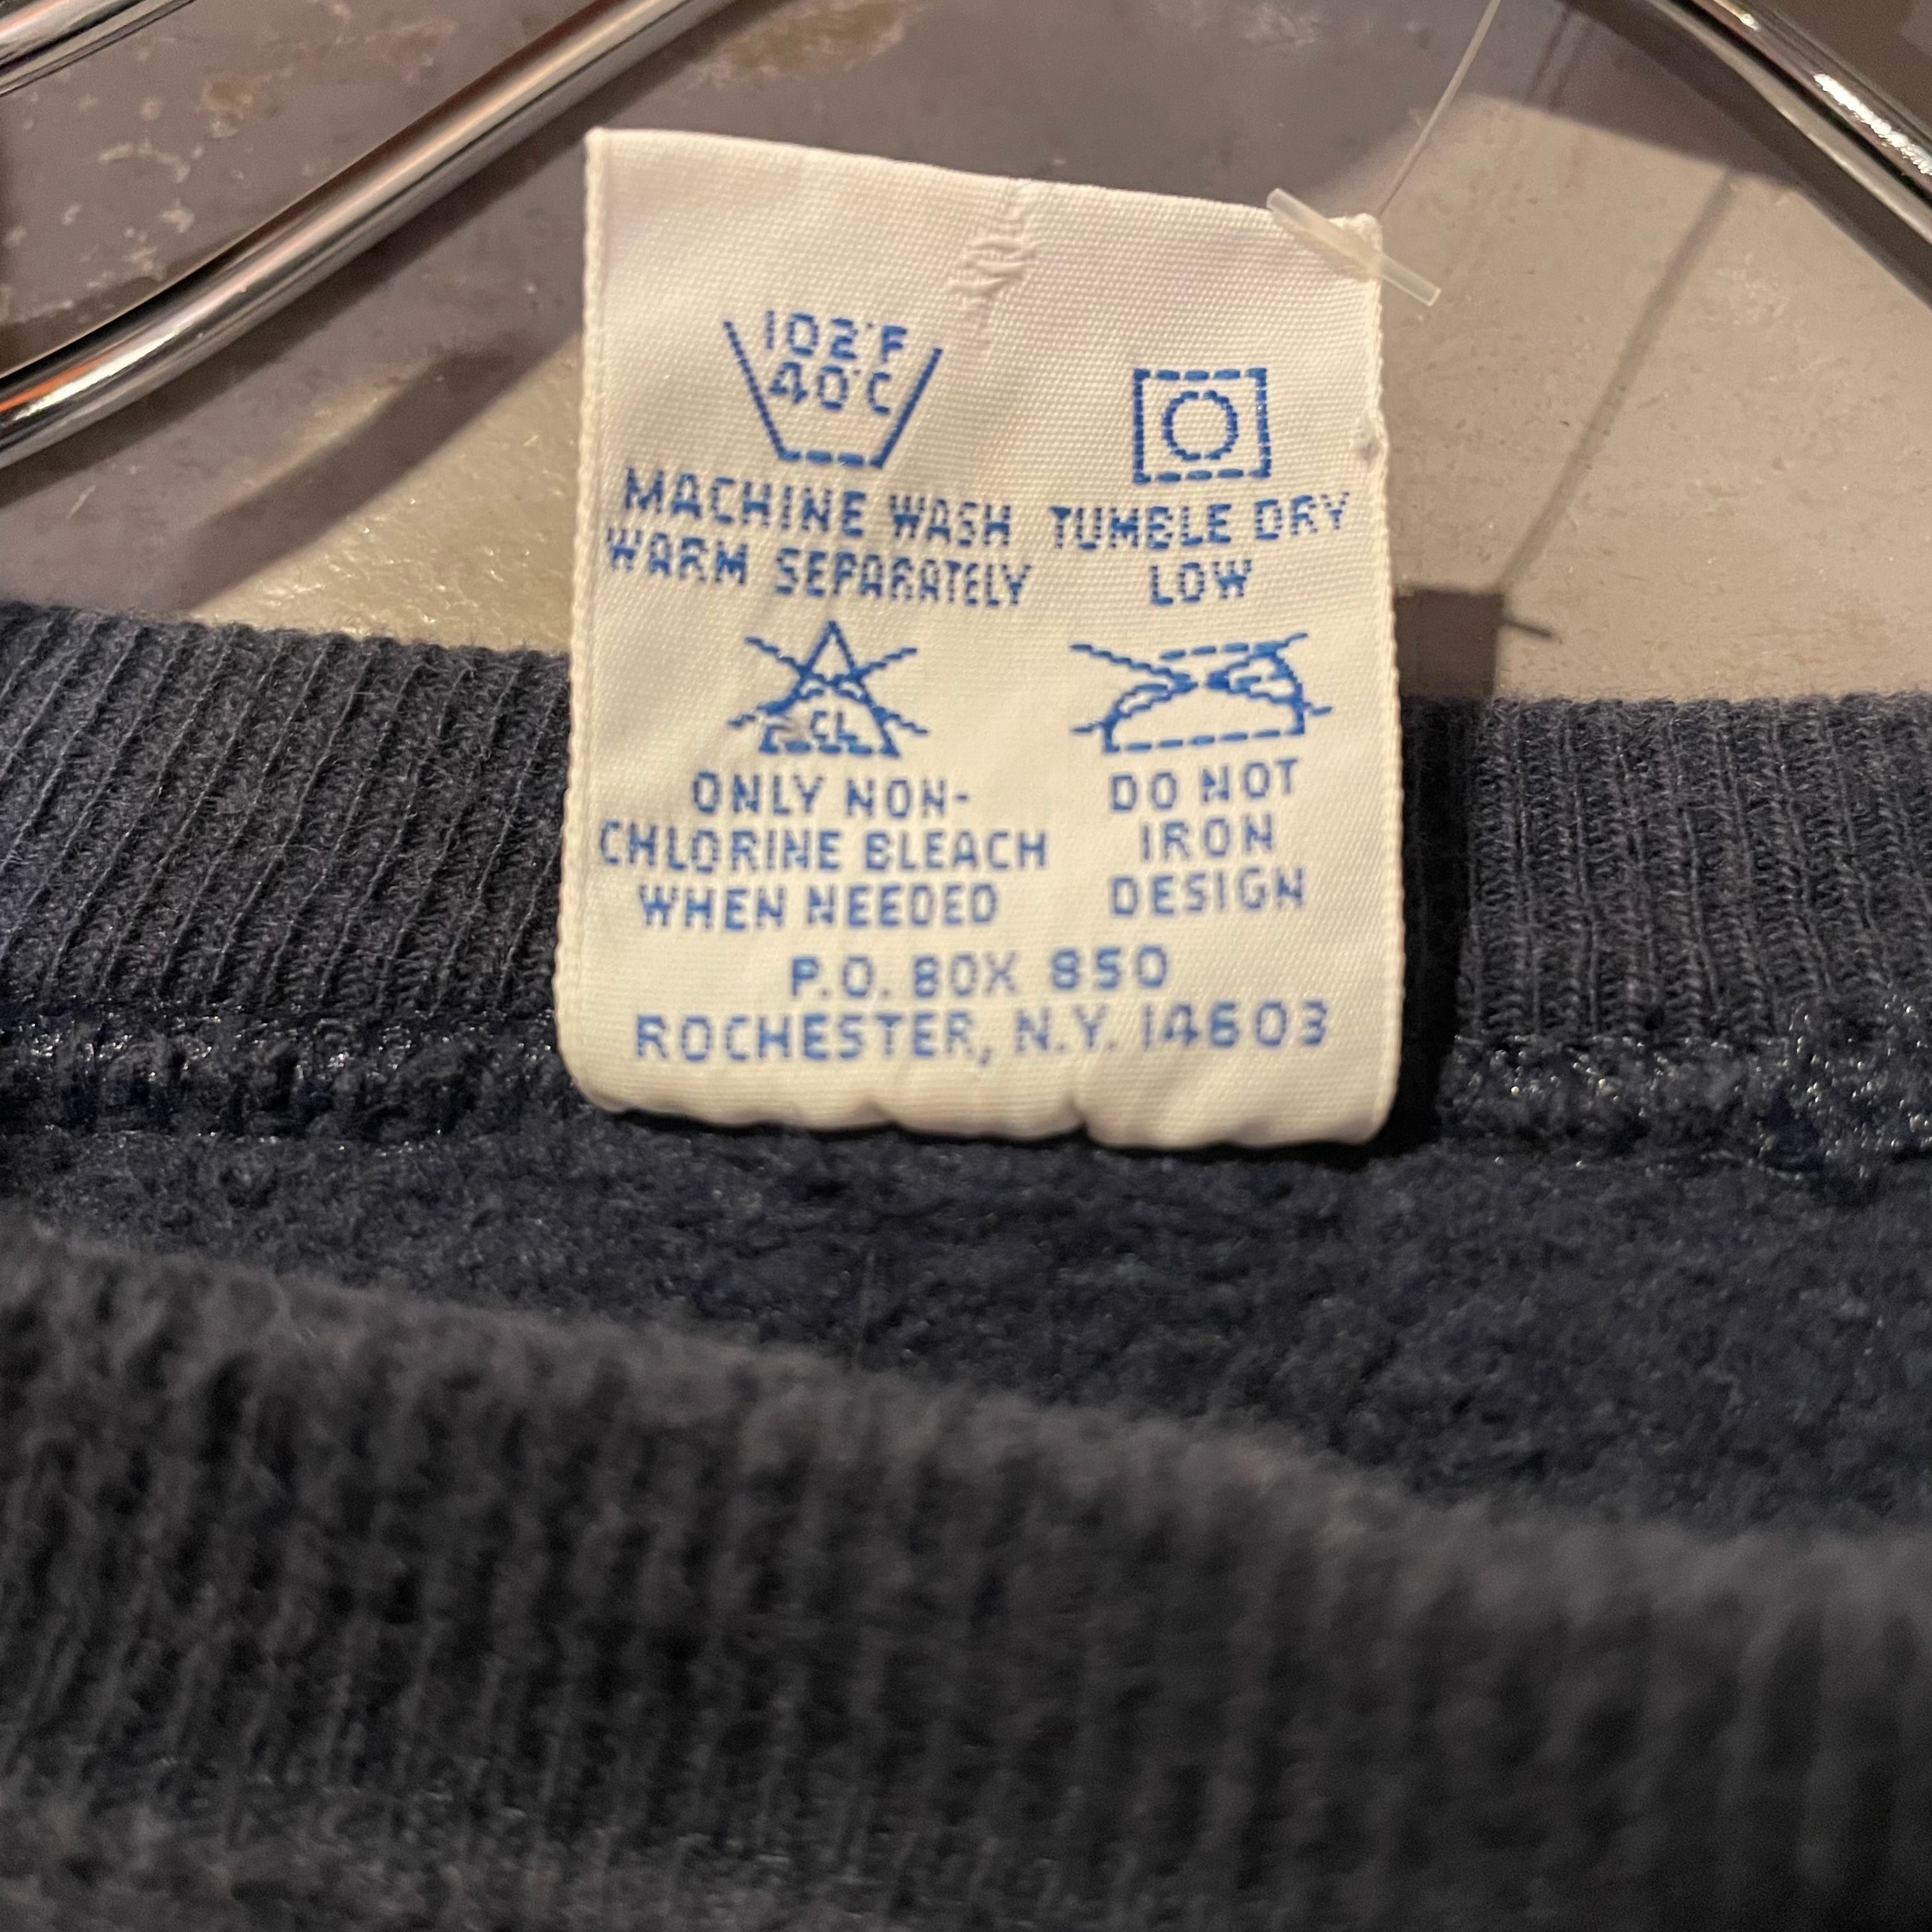 102°F
40°C
MACHINE WASH
WARM SEPARATELY
TUMBLE DRY
LOW
CL
ONLY NON-
CHLORINE BLEACH
WHEN NEEDED
DO NOT
IRON
DESIGN
P.O. BOX 850
ROCHESTER, N.Y. 14603